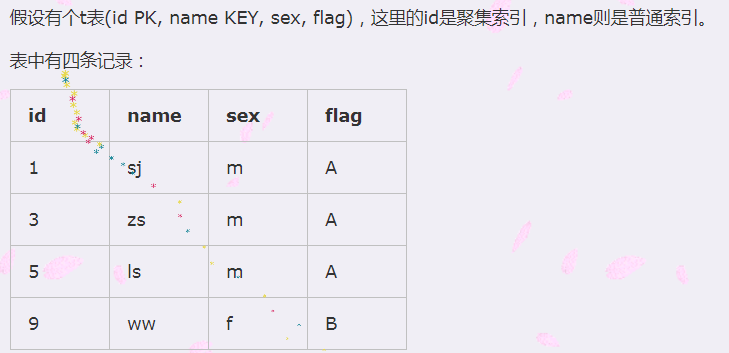 假设有个t表(id PK, name KEY, sex, flag)，这里的id是聚集索引，name则是普通索引。
表中有四条记录：
id name sex flag
1 sj m A
3 zs m A
5 ls m A
9 ww f B